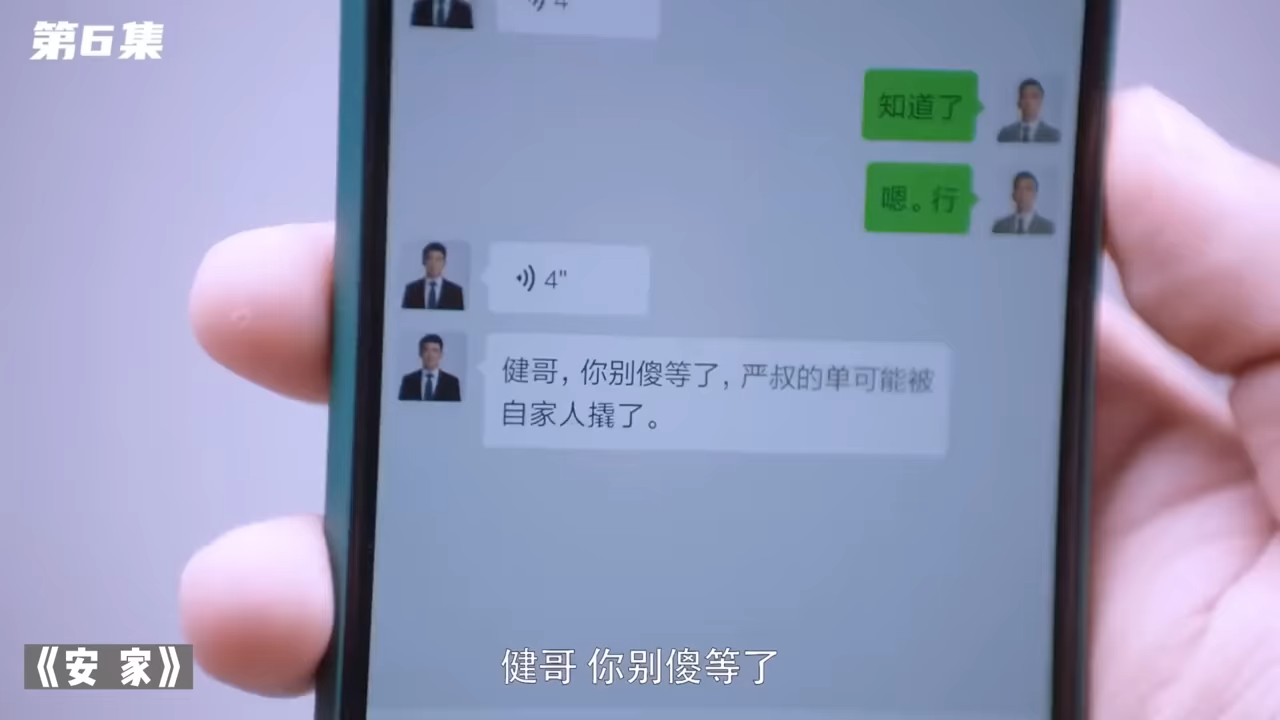 第6集
4
知道了
嗯。行
4"
健哥，你别傻等了，严叔的单可能被
自家人撬了。
《安 家》
健哥 你别傻等了